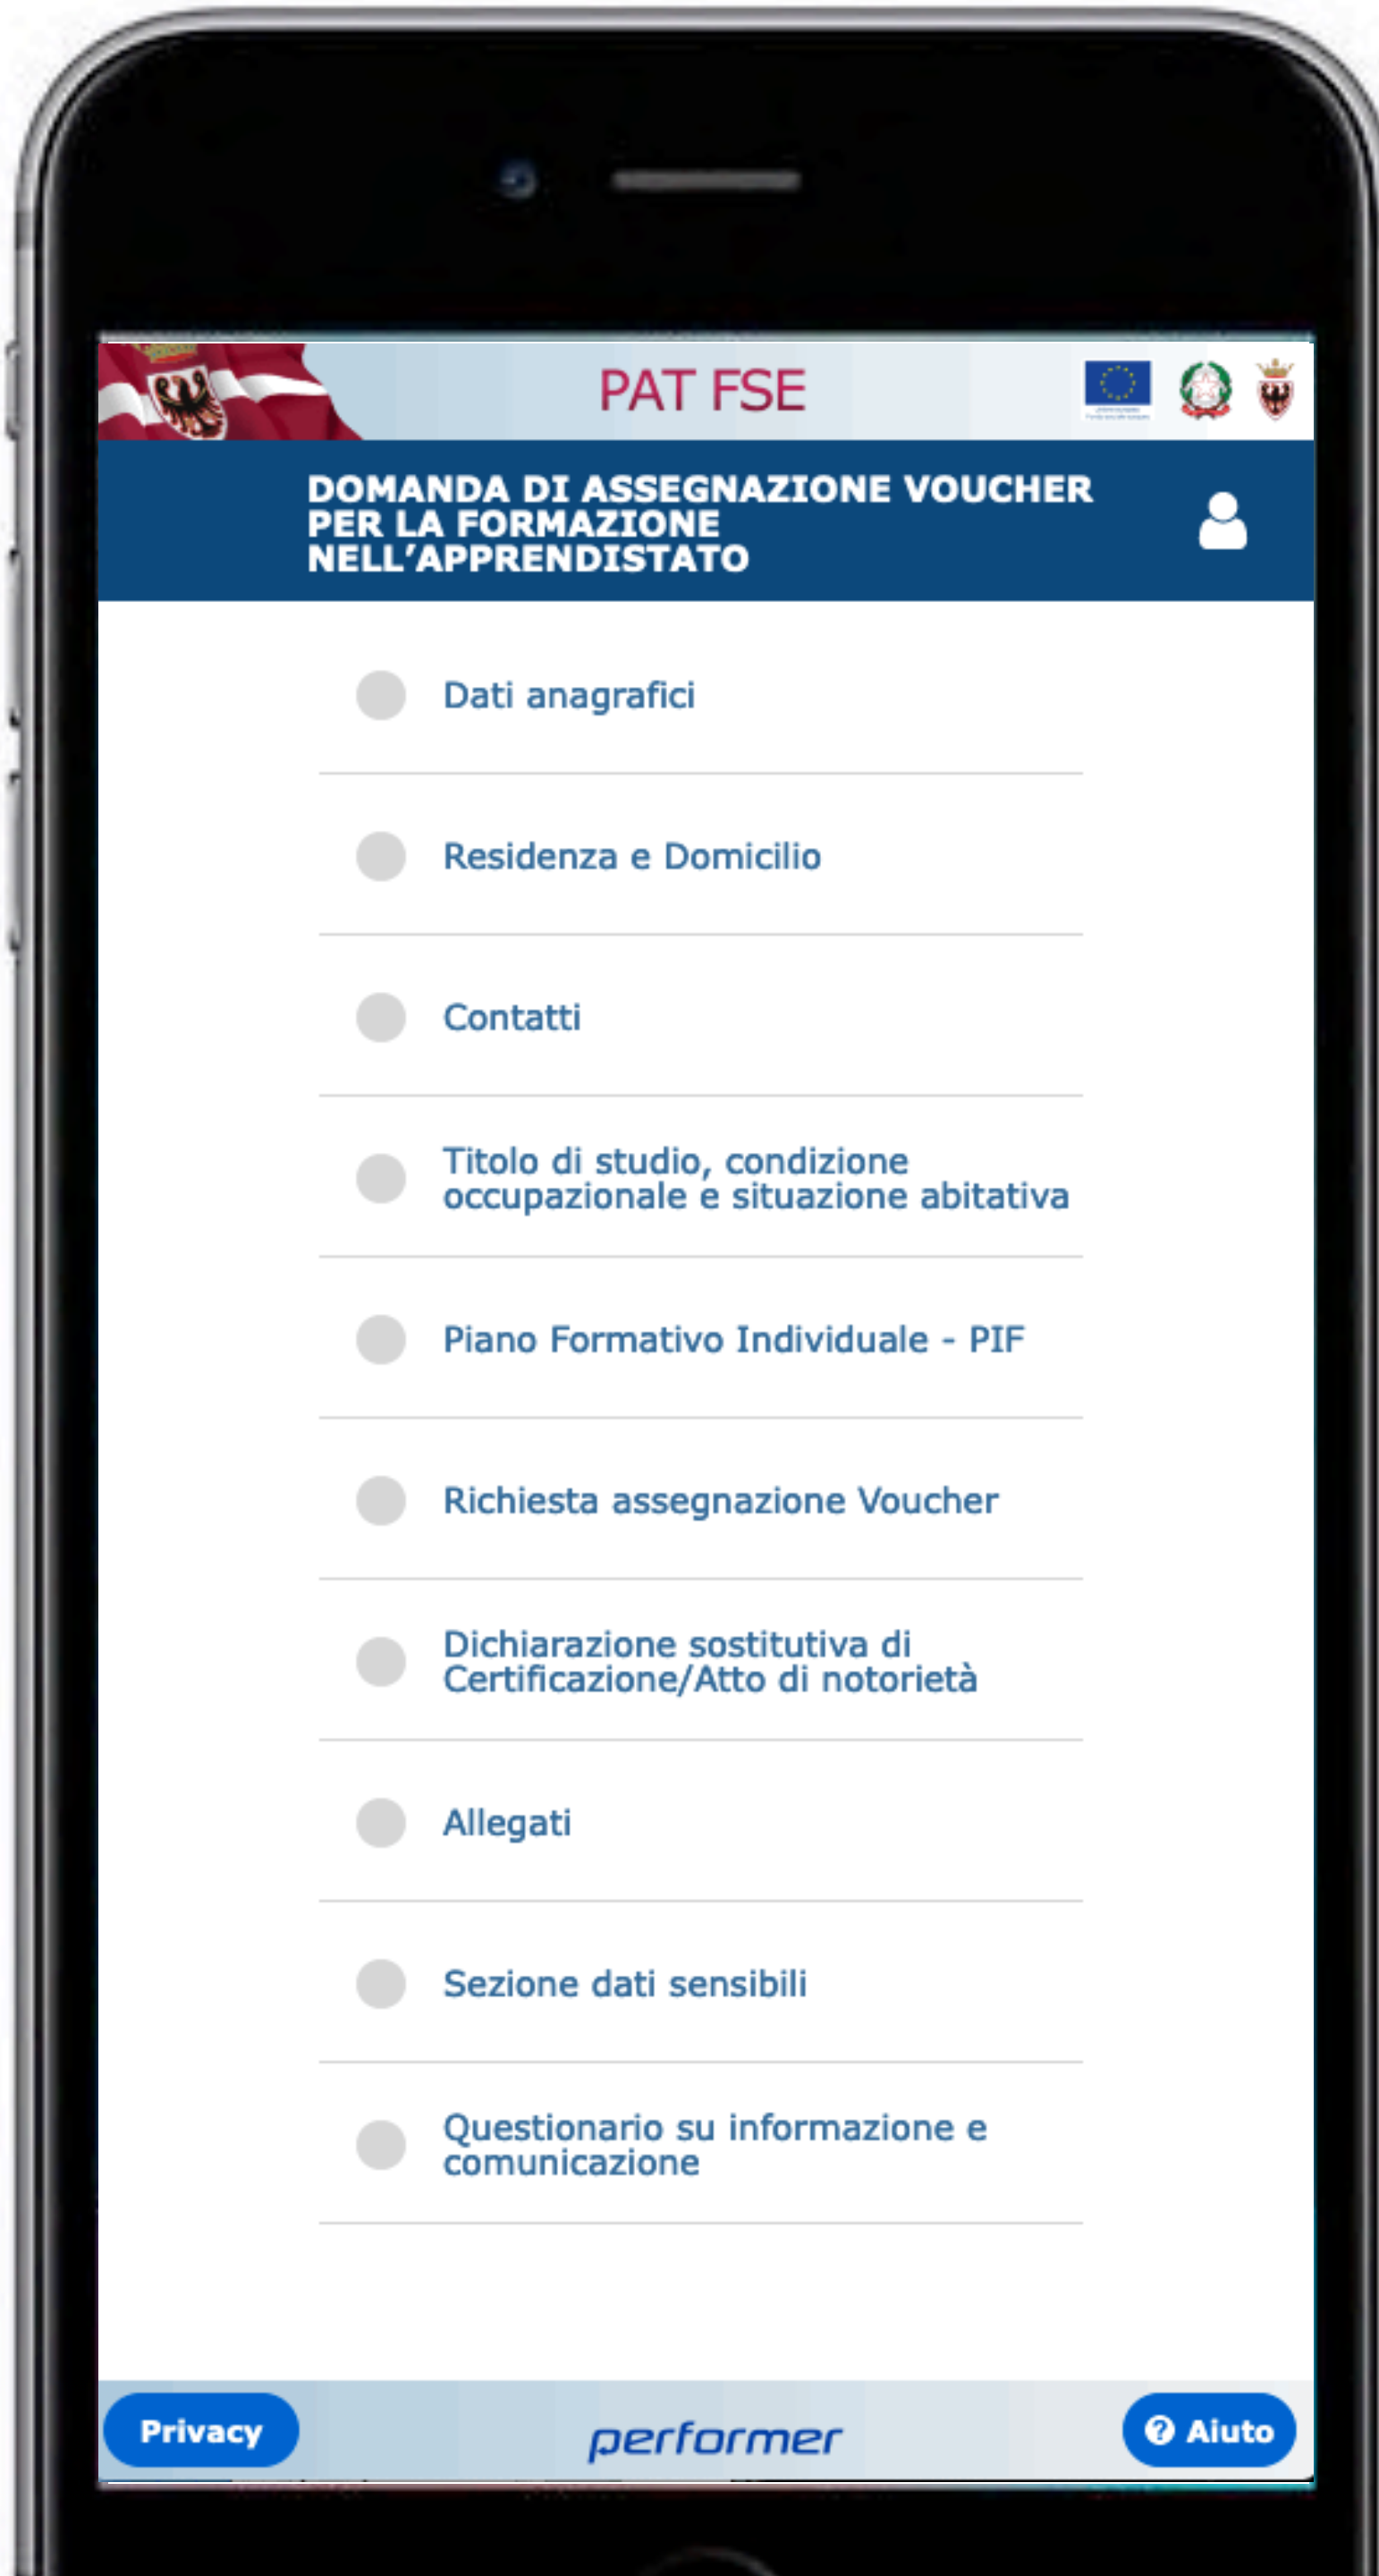 PAT FSE
DOMANDA DI ASSEGNAZIONE VOUCHER
PER LA FORMAZIONE
NELL'APPRENDISTATO
Dati anagrafici
Residenza e Domicilio
Contatti
Titolo di studio, condizione
occupazionale e situazione abitativa
Piano Formativo Individuale - PIF
Richiesta assegnazione Voucher
Dichiarazione sostitutiva di
Certificazione/Atto di notorietà
Allegati
Sezione dati sensibili
Questionario su informazione e
comunicazione
Privacy
performer
? Aiuto